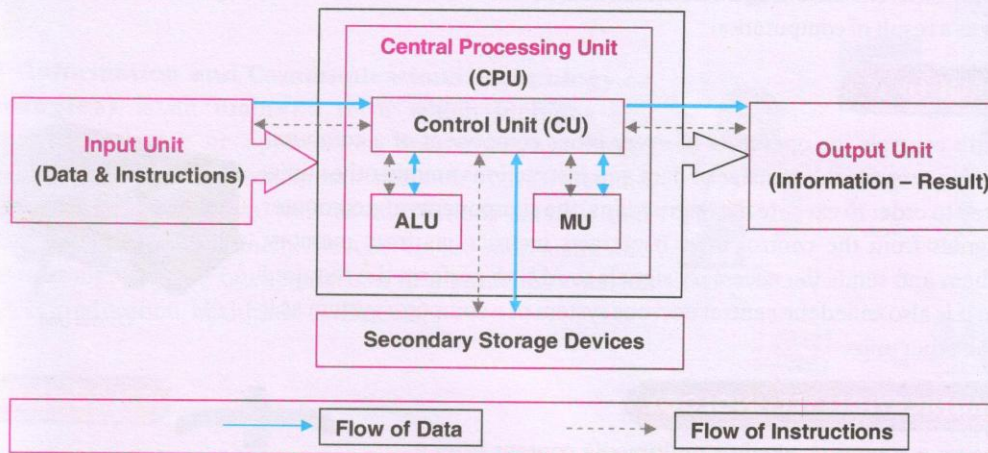 Central Processing Unit
(CPU)
Control Unit (CU)
Input Unit
(Data & Instructions)
Output Unit
(Information – Result)
ALU
MU
Secondary Storage Devices
Flow of Data
Flow of Instructions